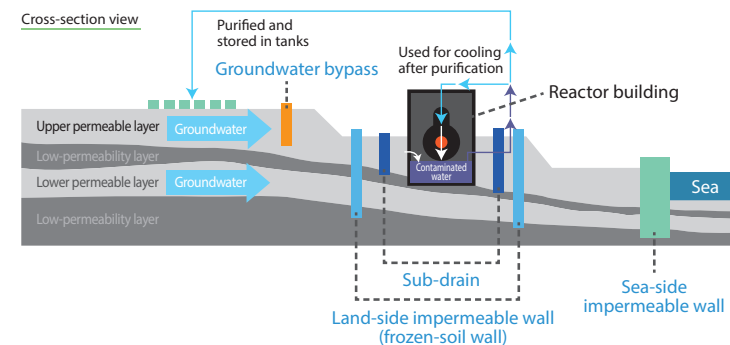 Cross-section view
Purified and
stored in tanks
Used for cooling
after purification
Groundwater bypass
Reactor building
Upper permeable layer
Groundwater
Low-permeability layer
Contaminated
water
Lower permeable layer
Groundwater
Sea
Low-permeability layer
Sub-drain
Sea-side
impermeable wall
Land-side impermeable wall
(frozen-soil wall)